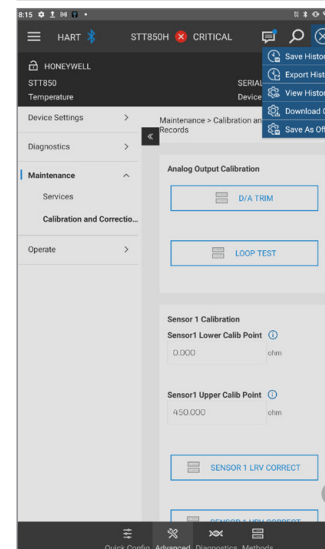 8:15
HART
STT850H
CRITICAL
HONEYWELL
STT850
SERIAL
Temperature
Device
Save Histor
Export Hist
View Histor
Download
Save As Off
Device Settings
Diagnostics
Maintenance
Services
Calibration and Correctio...
Operate
Maintenance > Calibration an
Records
Analog Output Calibration
D/A TRIM
LOOP TEST
Sensor 1 Calibration
Sensor1 Lower Calib Point
0.000 ohm
Sensor1 Upper Calib Point
450.000 ohm
SENSOR 1 LRV CORRECT
Quick Config Advanced Diagnostics Methods